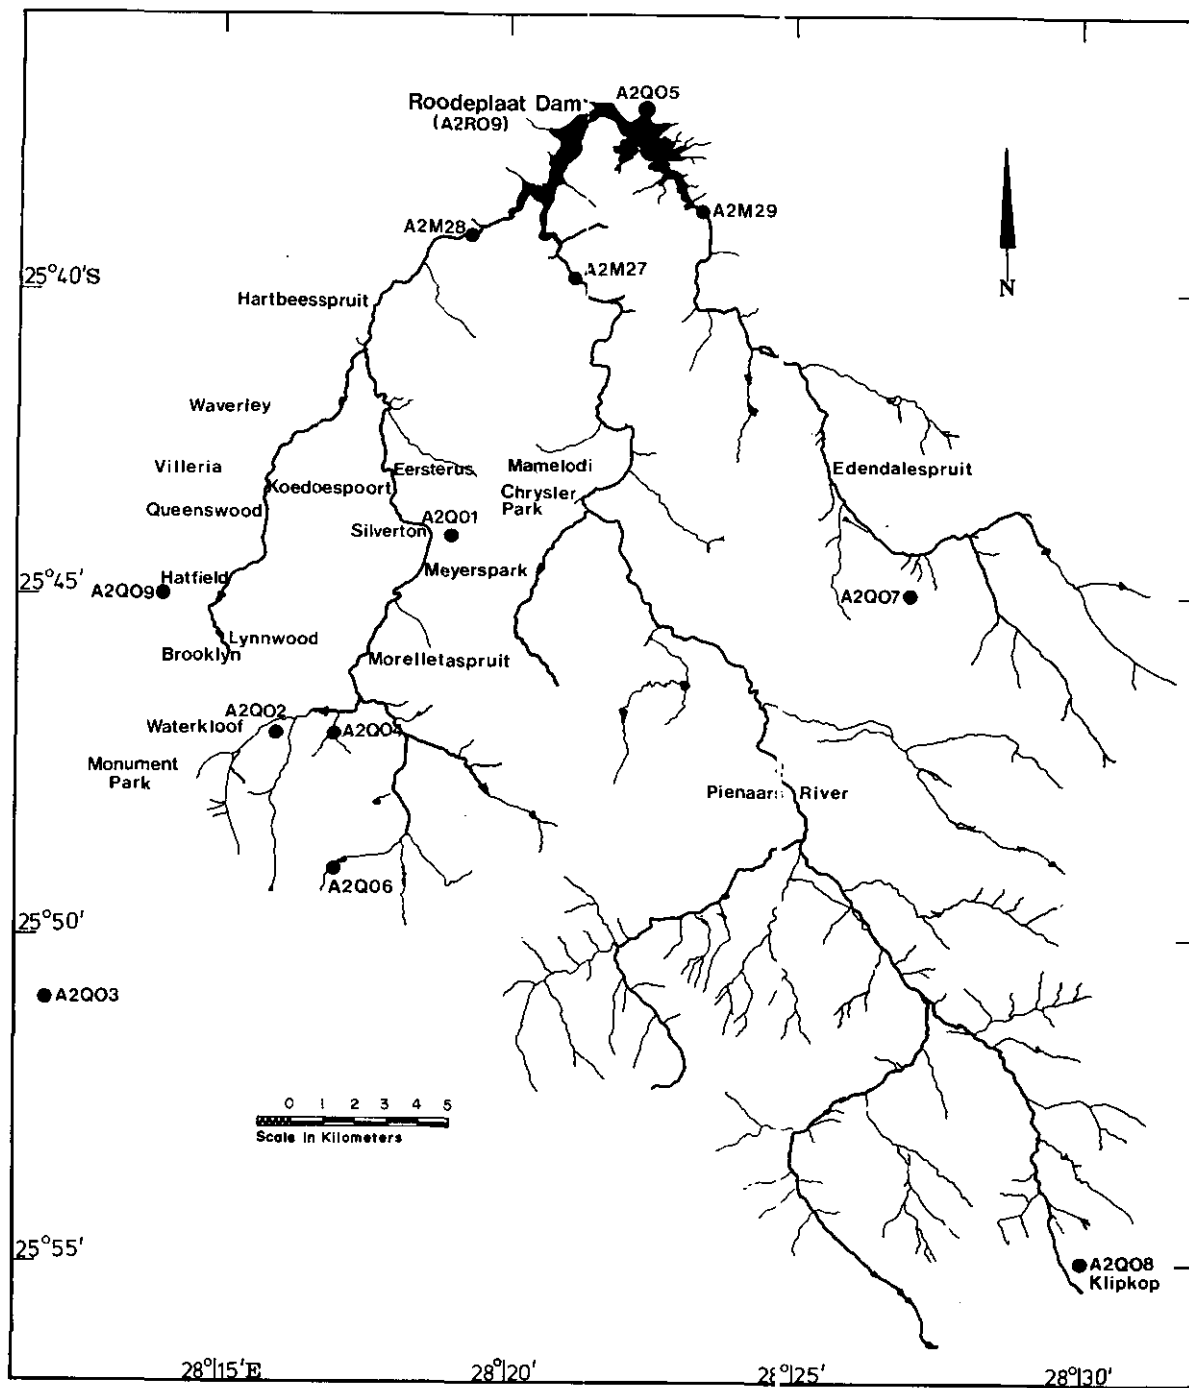 A2Q05
Roodeplaat Dam
(A2R09)
A2M28
A2M29
A2M27
25°40'S
N
Hartbeesspruit
Waverley
Villeria
Koedoespoort
Queenswood
Eersterus
Mamelodi
Chrysler
Park
Edendalespruit
Silverton
A2Q01
Meyerspark
25°45'
Hatfield
A2Q09
A2Q07
Lynnwood
Brooklyn
Morelletaspruit
A2Q02
Waterkloof
A2Q04
Monument
Park
Pienaars River
A2Q06
25°50'
A2Q03
0 1 2 3 4 5
Scale in Kilometers
25°55'
A2Q08
Klipkop
28°15'E
28°20'
28°25'
28°30'